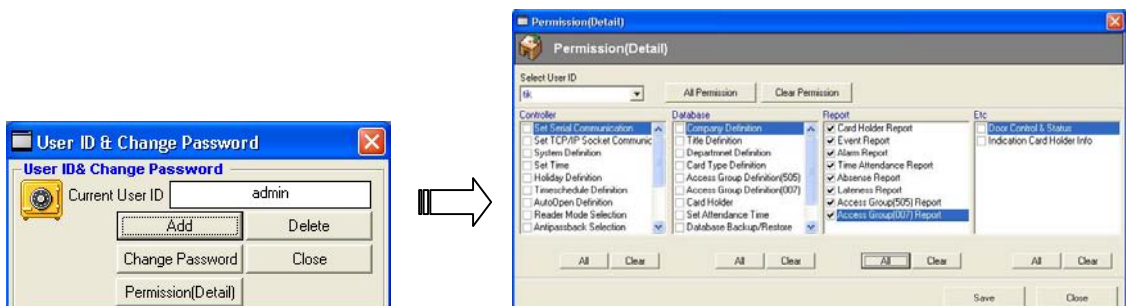 User ID & Change Password
User ID& Change Password
Current User ID admin
Add Delete
Change Password Close
Permission(Detail)
Permission(Detail)
Permission(Detail)
Select User ID
tik
All Permission Clear Permission
Controller Database Report Etc
Set Serial Communication
Set TCP/IP Socket Communic
System Definition
Set Time
Holiday Definition
Timeschedule Definition
AutoOpen Definition
Reader Mode Selection
Antipassback Selection
Company Definition
Title Definition
Departmnet Definition
Card Type Definition
Access Group Definition(505)
Access Group Definition(007)
Card Holder
Set Attendance Time
Database Backup/Restore
Card Holder Report
Event Report
Alarm Report
Time Attendance Report
Absense Report
Lateness Report
Access Group(505) Report
Access Group(007) Report
Door Control & Status
Indication Card Holder Info
All Clear All Clear All Clear All Clear
Save Close